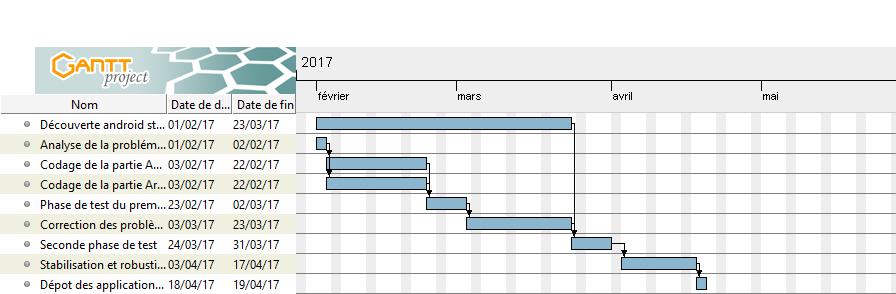 GANTT project
2017
février mars avril mai
Nom Date de d... Date de fin
Découverte android st... 01/02/17 23/03/17
Analyse de la problém... 01/02/17 02/02/17
Codage de la partie A... 03/02/17 22/02/17
Codage de la partie Ar... 03/02/17 22/02/17
Phase de test du prem... 23/02/17 02/03/17
Correction des problè... 03/03/17 23/03/17
Seconde phase de test 24/03/17 31/03/17
Stabilisation et robusti... 03/04/17 17/04/17
Dépot des application... 18/04/17 19/04/17